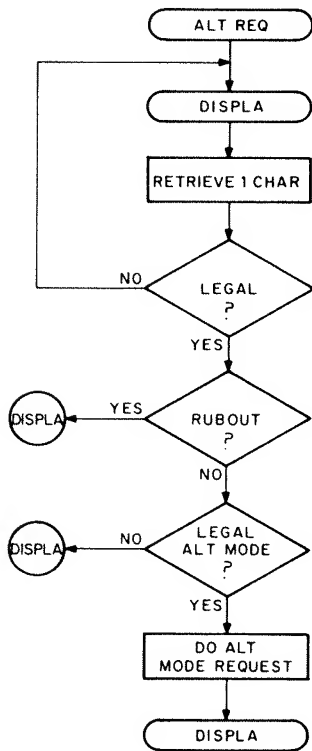 ALT REQ
DISPLA
RETRIEVE 1 CHAR
NO
LEGAL
?
YES
DISPLA
YES
RUBOUT
?
NO
DISPLA
NO
LEGAL
ALT MODE
?
YES
DO ALT
MODE REQUEST
DISPLA